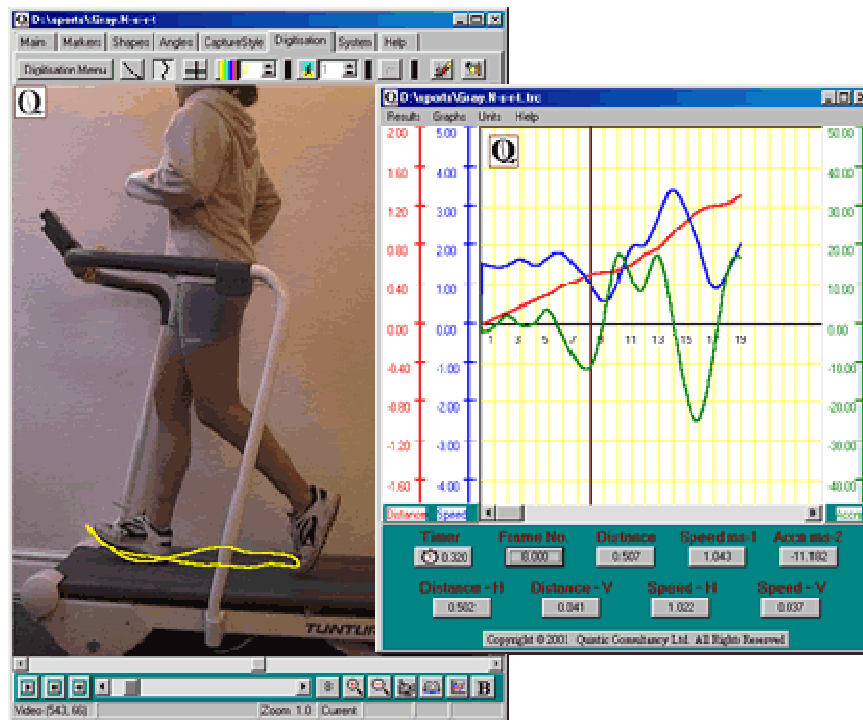 Q D:\sports\Gray.N-s-r-t
Main Markers Shapes Angles CaptureStyle Digitisation System Help
Digitisation Menu 1
Q
Q D:\sports\Gray.N-s-r-t.trc
Results Graphs Units Help
2.00 5.00 50.00
Q
1.60 4.00 40.00
1.20 3.00 30.00
0.80 2.00 20.00
0.40 1.00 10.00
0.00 0.00 0.00
1 3 5 7 9 11 13 15 17 19
-0.40 -1.00 -10.00
-0.80 -2.00 -20.00
-1.20 -3.00 -30.00
-1.60 -4.00 -40.00
Distance Speed Accn
Timer Frame No. Distance Speed ms-1 Accn ms-2
0.320 8.000 0.507 1.043 -11.182
Distance - H Distance - V Speed - H Speed - V
0.502 0.041 1.022 0.037
TUNTUR
Copyright © 2001 Quintic Consultancy Ltd. All Rights Reserved
B
Video-(543, 66) Zoom 1.0 Current